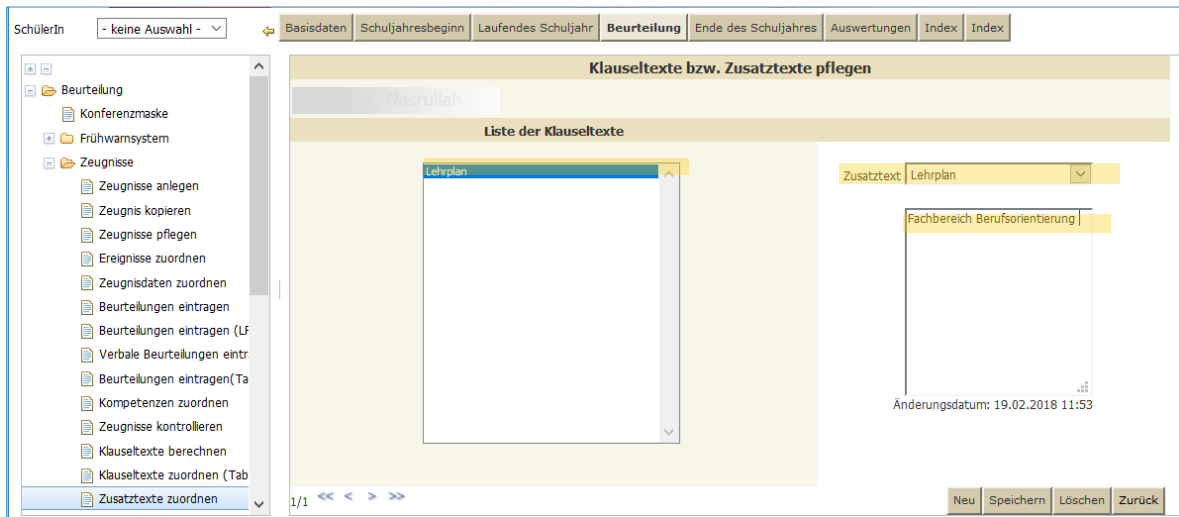 SchülerIn - keine Auswahl - Basisdaten Schuljahresbeginn Laufendes Schuljahr Beurteilung Ende des Schuljahres Auswertungen Index Index
Beurteilung
Konferenzmaske
Frühwarnsystem
Zeugnisse
Zeugnisse anlegen
Zeugnis kopieren
Zeugnisse pflegen
Ereignisse zuordnen
Zeugnisdaten zuordnen
Beurteilungen eintragen
Beurteilungen eintragen (LF
Verbale Beurteilungen eintr
Beurteilungen eintragen(Ta
Kompetenzen zuordnen
Zeugnisse kontrollieren
Klauseltexte berechnen
Klauseltexte zuordnen (Tab
Zusatztexte zuordnen
Klauseltexte bzw. Zusatztexte pflegen
, Nasrullah
Liste der Klauseltexte
Lehrplan
Zusatztext Lehrplan
Fachbereich Berufsorientierung
Änderungsdatum: 19.02.2018 11:53
1/1 << < > >>
Neu Speichern Löschen Zurück